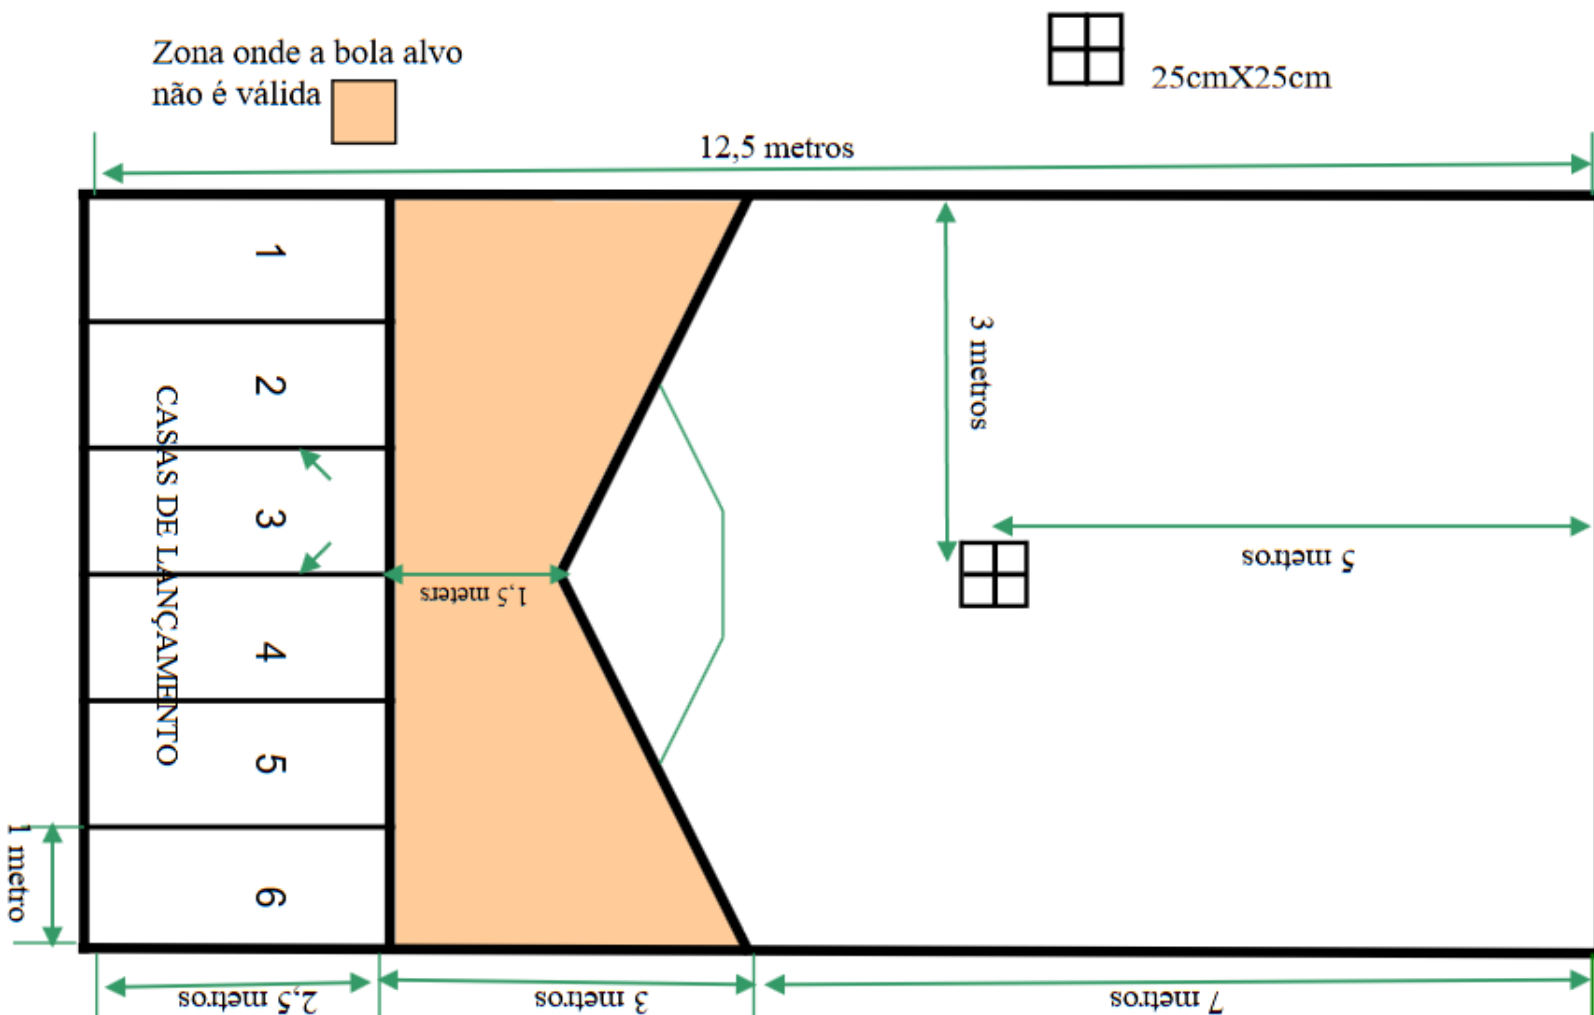 Zona onde a bola alvo
não é válida
25cmX25cm
12,5 metros
1
2
3
4
5
6
CASAS DE LANÇAMENTO
3 metros
5 metros
1,5 meters
1 metro
2,5 metros
3 metros
7 metros